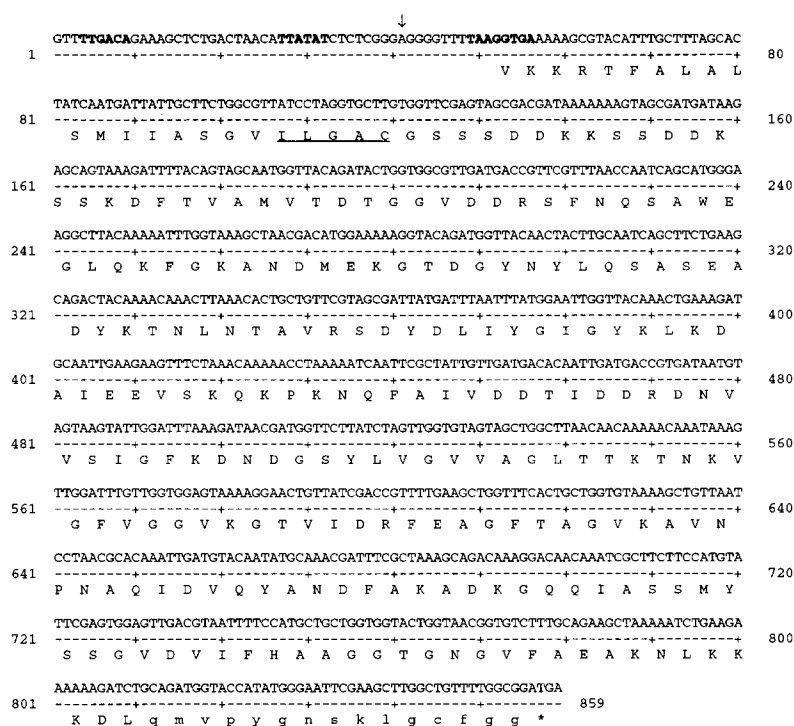 ↓
GTTTTGACAGAAAGCTCTGACTAACATTATATCTCTCGGGAGGGGTTTTAAGGTGAAAAAGCGTACATTTGCTTTAGCAC
1 ---------+---------+---------+---------+---------+---------+---------+---------+ 80
V K K R T F A L A L
TATCAATGATTATTGCTTCTGGCGTTATCCTAGGTGCTTGTGGTTCGAGTAGCGACGATAAAAAAAGTAGCGATGATAAG
81 ---------+---------+---------+---------+---------+---------+---------+---------+ 160
S M I I A S G V I L G A C G S S S D D K K S S D D K
AGCAGTAAAGATTTTACAGTAGCAATGGTTACAGATACTGGTGGCGTTGATGACCGTTCGTTTAACCAATCAGCATGGGA
161 ---------+---------+---------+---------+---------+---------+---------+---------+ 240
S S K D F T V A M V T D T G G V D D R S F N Q S A W E
AGGCTTACAAAAATTTGGTAAAGCTAACGACATGGAAAAAGGTACAGATGGTTACAACTACTTGCAATCAGCTTCTGAAG
241 ---------+---------+---------+---------+---------+---------+---------+---------+ 320
G L Q K F G K A N D M E K G T D G Y N Y L Q S A S E A
CAGACTACAAAACAAACTTAAACACTGCTGTTCGTAGCGATTATGATTTAATTTATGGAATTGGTTACAAACTGAAAGAT
321 ---------+---------+---------+---------+---------+---------+---------+---------+ 400
D Y K T N L N T A V R S D Y D L I Y G I G Y K L K D
GCAATTGAAGAAGTTTCTAAACAAAAACCTAAAAATCAATTCGCTATTGTTGATGACACAATTGATGACCGTGATAATGT
401 ---------+---------+---------+---------+---------+---------+---------+---------+ 480
A I E E V S K Q K P K N Q F A I V D D T I D D R D N V
AGTAAGTATTGGATTTAAAGATAACGATGGTTCTTATCTAGTTGGTGTAGTAGCTGGCTTAACAACAAAAACAAATAAAG
481 ---------+---------+---------+---------+---------+---------+---------+---------+ 560
V S I G F K D N D G S Y L V G V V A G L T T K T N K V
TTGGATTTGTTGGTGGAGTAAAAGGAACTGTTATCGACCGTTTTGAAGCTGGTTTCACTGCTGGTGTAAAAGCTGTTAAT
561 ---------+---------+---------+---------+---------+---------+---------+---------+ 640
G F V G G V K G T V I D R F E A G F T A G V K A V N
CCTAACGCACAAATTGATGTACAATATGCAAACGATTTCGCTAAAGCAGACAAAGGACAACAAATCGCTTCTTCCATGTA
641 ---------+---------+---------+---------+---------+---------+---------+---------+ 720
P N A Q I D V Q Y A N D F A K A D K G Q Q I A S S M Y
TTCGAGTGGAGTTGACGTAATTTTCCATGCTGCTGGTGGTACTGGTAACGGTGTCTTTGCAGAAGCTAAAAATCTGAAGA
721 ---------+---------+---------+---------+---------+---------+---------+---------+ 800
S S G V D V I F H A A G G T G N G V F A E A K N L K K
AAAAAGATCTGCAGATGGTACCATATGGGAATTCGAAGCTTGGCTGTTTTGGCGGATGA
801 ---------+---------+---------+---------+---------+--------- 859
K D L q m v p y g n s k l g c f g g *